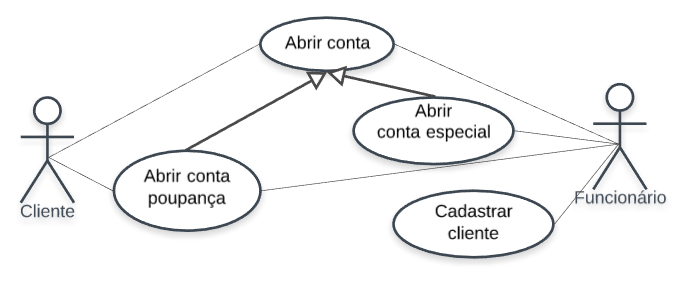 Abrir conta
Abrir
conta especial
Abrir conta
poupança
Cadastrar
cliente
Cliente
Funcionário